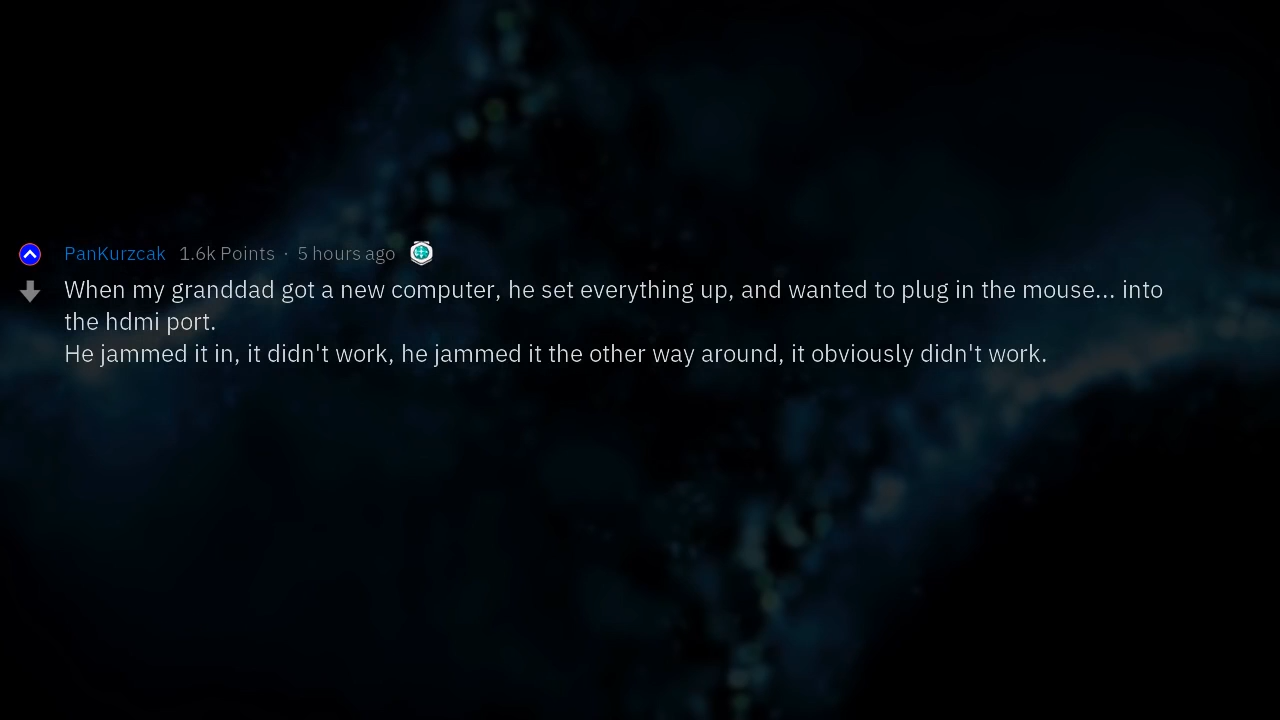 PanKurzcak 1.6k Points · 5 hours ago
When my granddad got a new computer, he set everything up, and wanted to plug in the mouse... into
the hdmi port.
He jammed it in, it didn't work, he jammed it the other way around, it obviously didn't work.